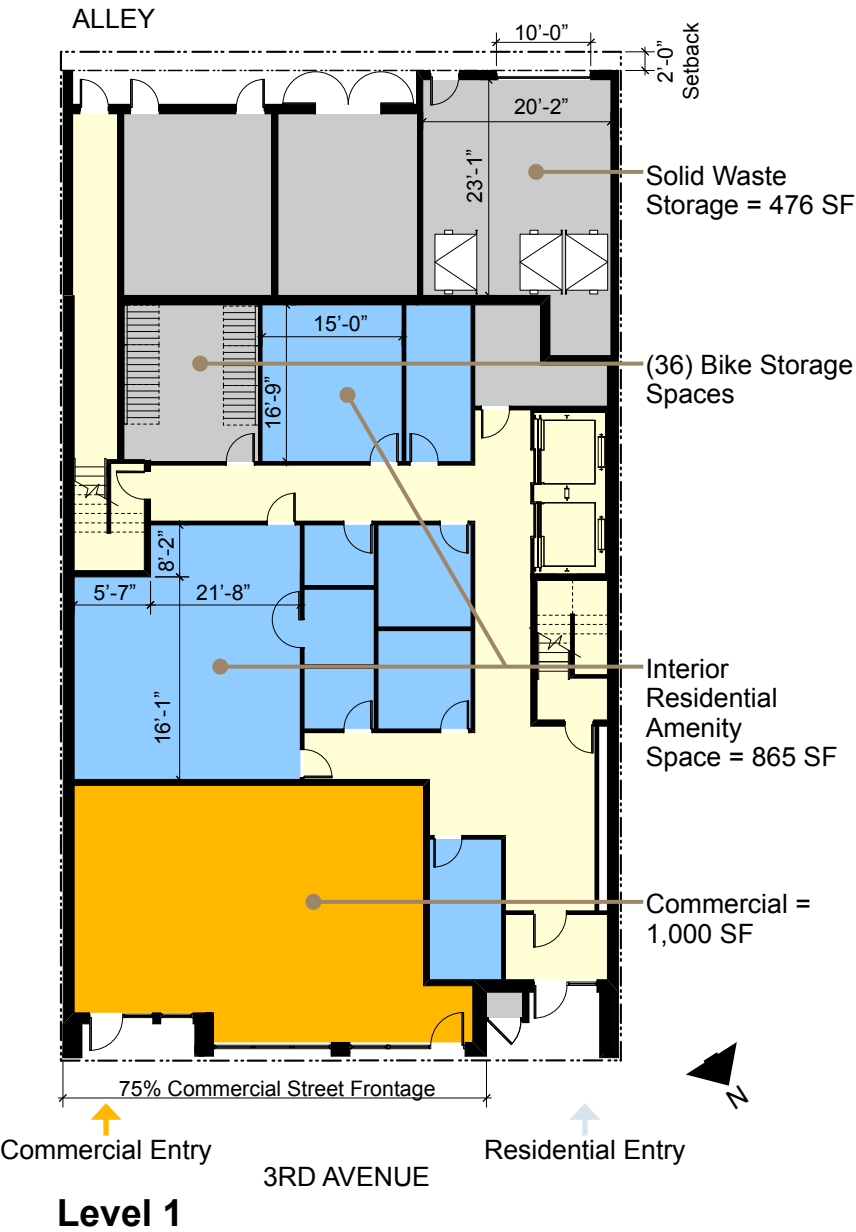 ALLEY
10’-0”
2’-0”
Setback
20’-2”
23’-1”
Solid Waste
Storage = 476 SF
15’-0”
16’-9”
(36) Bike Storage
Spaces
8’-2”
5’-7”
21’-8”
16’-1”
Interior
Residential
Amenity
Space = 865 SF
Commercial =
1,000 SF
75% Commercial Street Frontage
N
Commercial Entry
Residential Entry
3RD AVENUE
Level 1